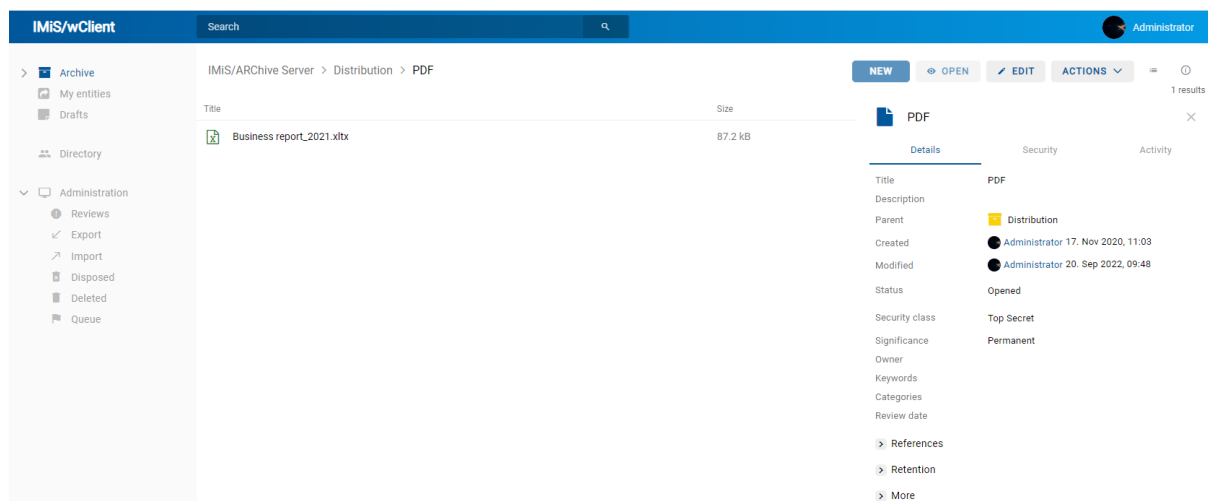 IMiS/wClient
Search
Administrator
Archive
My entities
Drafts
Directory
Administration
Reviews
Export
Import
Disposed
Deleted
Queue
IMiS/ARChive Server > Distribution > PDF
NEW
OPEN
EDIT
ACTIONS
1 results
Title Size
Business report_2021.xltx 87.2 kB
PDF
Details Security Activity
Title PDF
Description
Parent Distribution
Created Administrator 17. Nov 2020, 11:03
Modified Administrator 20. Sep 2022, 09:48
Status Opened
Security class Top Secret
Significance Permanent
Owner
Keywords
Categories
Review date
References
Retention
More